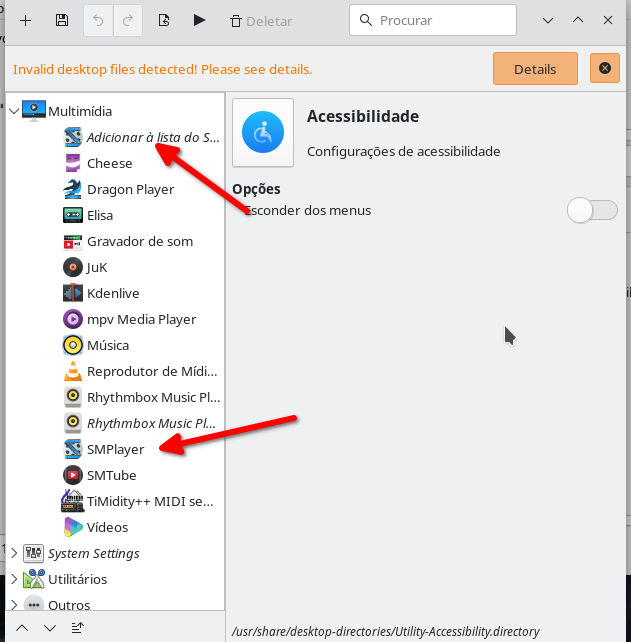 Deletar
Procurar
Invalid desktop files detected! Please see details.
Details
Multimídia
Adicionar à lista do S...
Cheese
Dragon Player
Elisa
Gravador de som
JuK
Kdenlive
mpv Media Player
Música
Reprodutor de Mídi...
Rhythmbox Music Pl...
Rhythmbox Music Pl...
SMPlayer
SMTube
TiMidity++ MIDI se...
Vídeos
System Settings
Utilitários
Outros
Acessibilidade
Configurações de acessibilidade
Opções
Esconder dos menus
/usr/share/desktop-directories/Utility-Accessibility.directory